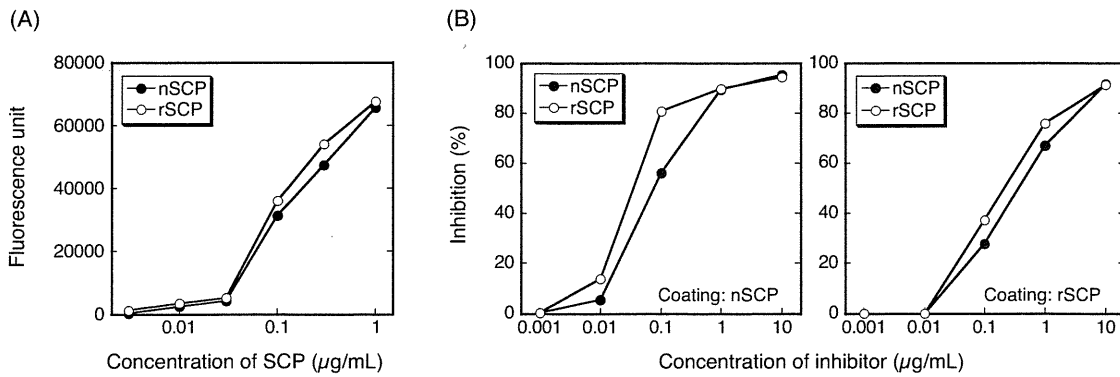 (A)
80000
60000
40000
20000
0
nSCP
rSCP
Fluorescence unit
0.01
0.1
1
Concentration of SCP (μg/mL)
(B)
100
80
60
40
20
0
nSCP
rSCP
Inhibition (%)
Coating: nSCP
0.001
0.01
0.1
1
10
100
80
60
40
20
0
nSCP
rSCP
Coating: rSCP
0.001
0.01
0.1
1
10
Concentration of inhibitor (μg/mL)